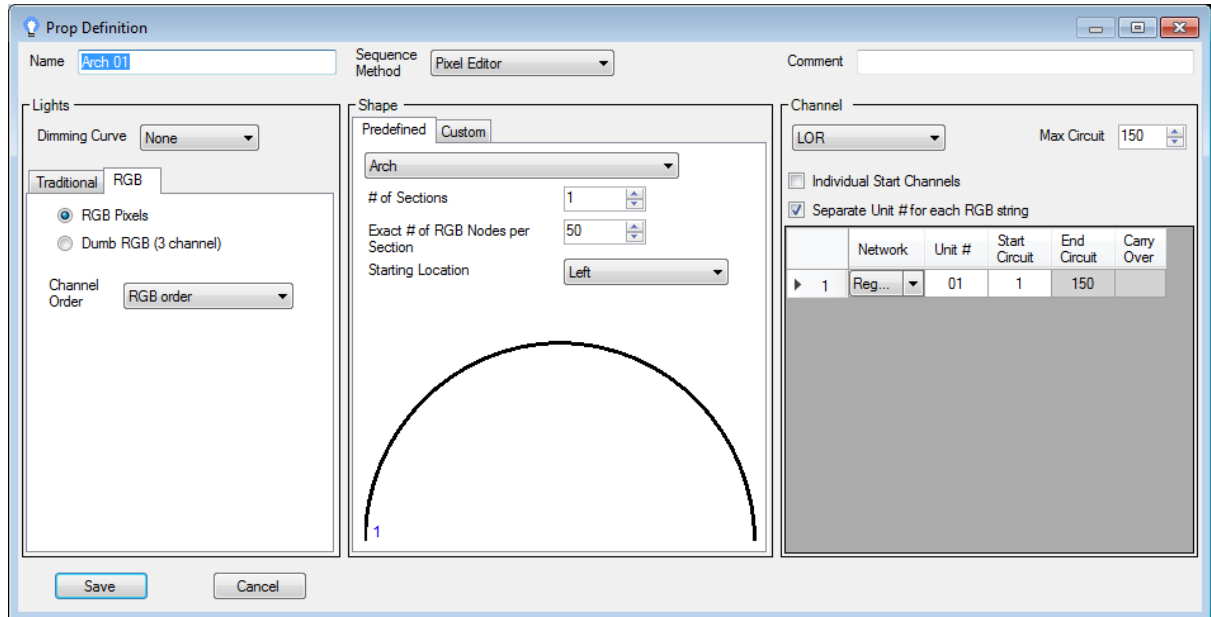 Prop Definition
Name Arch 01 Sequence Method Pixel Editor Comment
Lights
Dimming Curve None
Traditional RGB
RGB Pixels
Dumb RGB (3 channel)
Channel Order RGB order
Shape
Predefined Custom
Arch
# of Sections 1
Exact # of RGB Nodes per Section 50
Starting Location Left
1
Channel
LOR Max Circuit 150
Individual Start Channels
Separate Unit # for each RGB string
Network Unit # Start Circuit End Circuit Carry Over
1 Reg... 01 1 150
Save Cancel